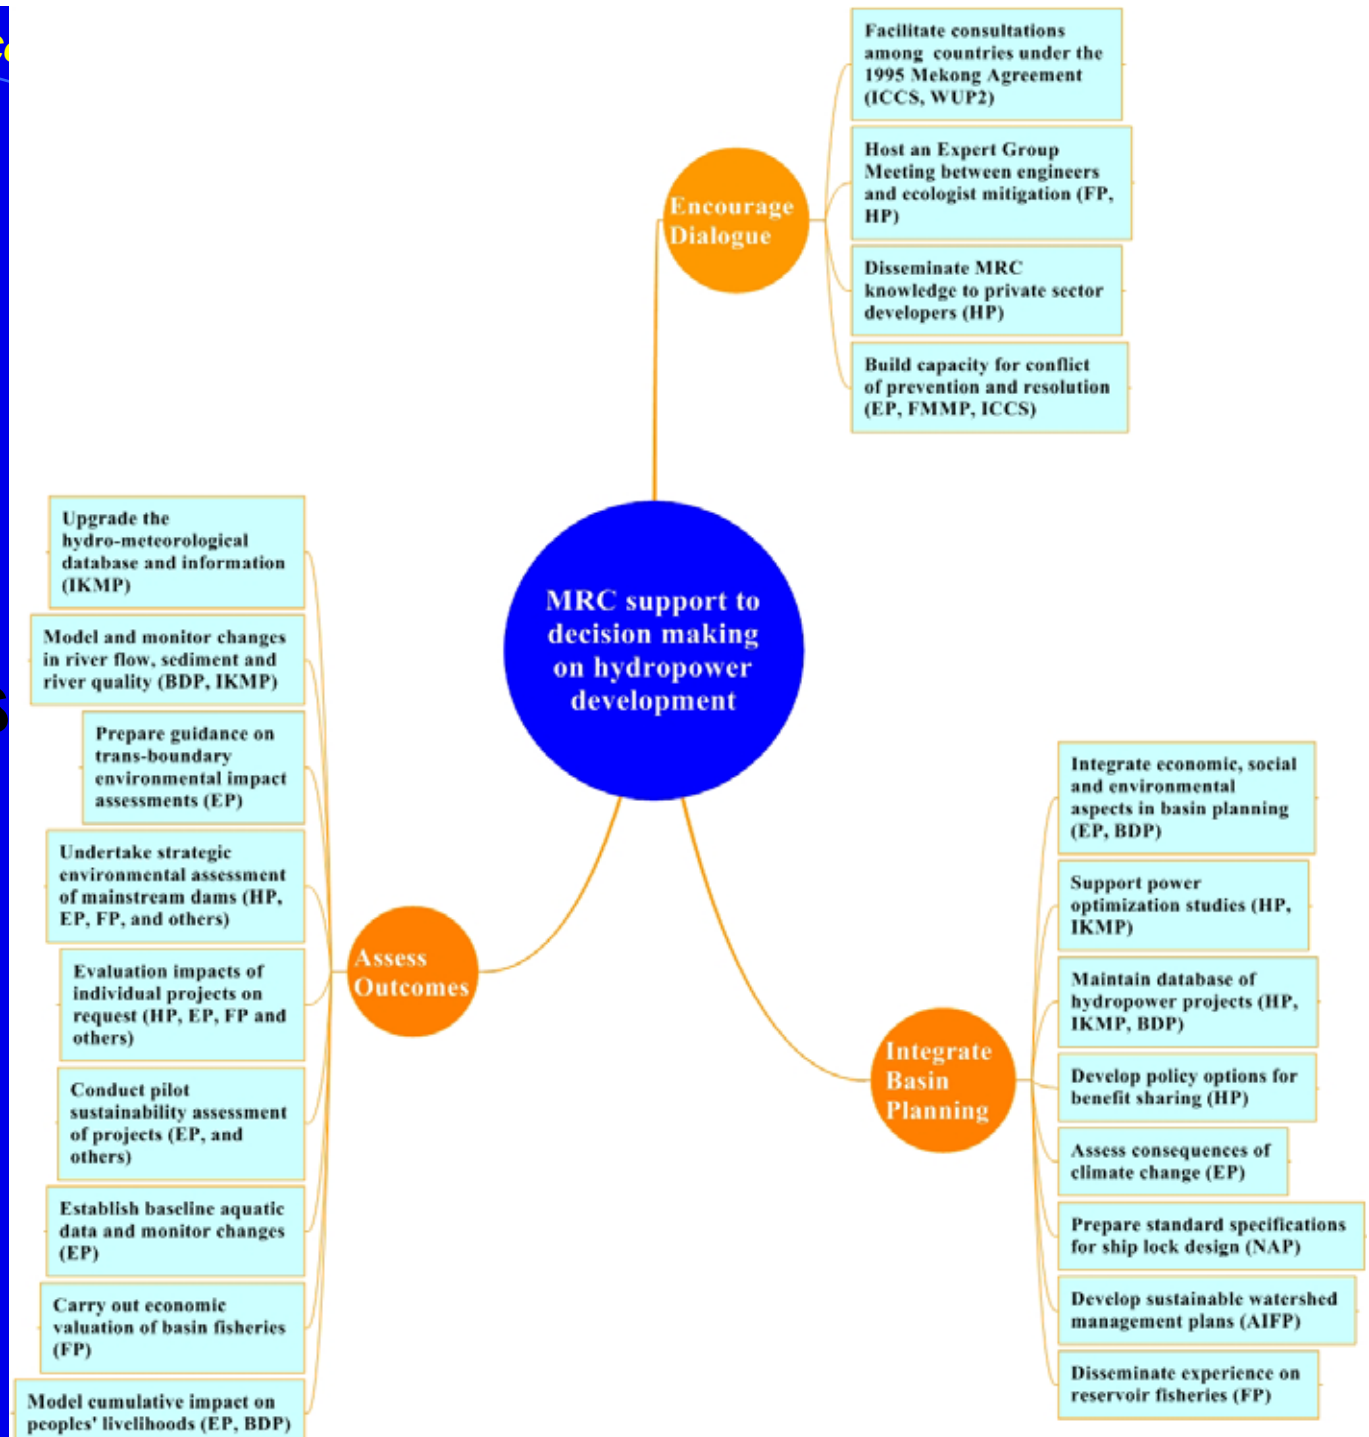 Facilitate consultations
among countries under the
1995 Mekong Agreement
(ICCS, WUP2)
Host an Expert Group
Meeting between engineers
and ecologist mitigation (FP,
HP)
Encourage
Dialogue
Disseminate MRC
knowledge to private sector
developers (HP)
Build capacity for conflict
of prevention and resolution
(EP, FMMP, ICCS)
MRC support to
decision making
on hydropower
development
Upgrade the
hydro-meteorological
database and information
(IKMP)
Model and monitor changes
in river flow, sediment and
river quality (BDP, IKMP)
Prepare guidance on
trans-boundary
environmental impact
assessments (EP)
Undertake strategic
environmental assessment
of mainstream dams (HP,
EP, FP, and others)
Assess
Outcomes
Evaluation impacts of
individual projects on
request (HP, EP, FP and
others)
Conduct pilot
sustainability assessment
of projects (EP, and
others)
Establish baseline aquatic
data and monitor changes
(EP)
Carry out economic
valuation of basin fisheries
(FP)
Model cumulative impact on
peoples' livelihoods (EP, BDP)
Integrate
Basin
Planning
Integrate economic, social
and environmental
aspects in basin planning
(EP, BDP)
Support power
optimization studies (HP,
IKMP)
Maintain database of
hydropower projects (HP,
IKMP, BDP)
Develop policy options for
benefit sharing (HP)
Assess consequences of
climate change (EP)
Prepare standard specifications
for ship lock design (NAP)
Develop sustainable watershed
management plans (AIFP)
Disseminate experience on
reservoir fisheries (FP)